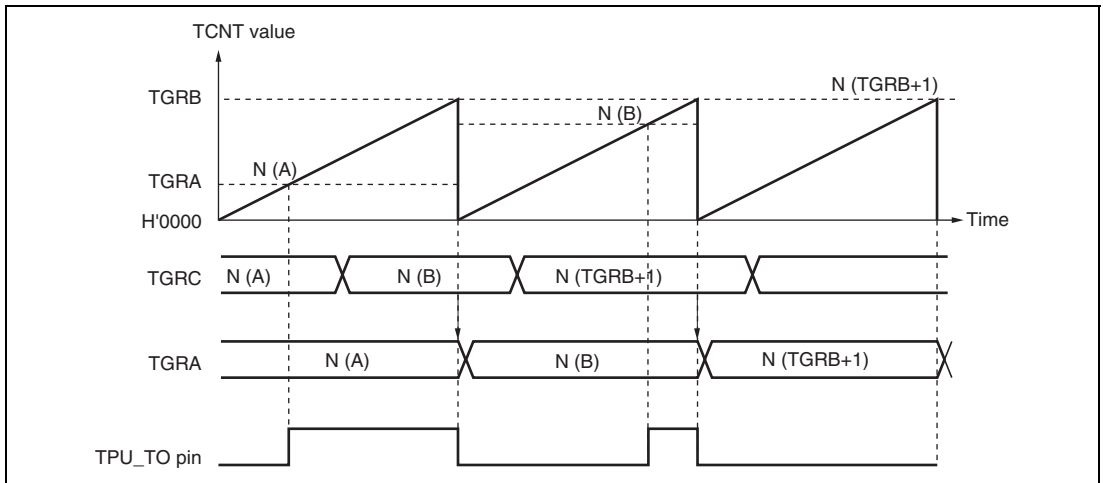 TCNT value
TGRB
N (TGRB+1)
N (B)
N (A)
TGRA
H'0000
Time
TGRC
N (A)
N (B)
N (TGRB+1)
TGRA
N (A)
N (B)
N (TGRB+1)
TPU_TO pin